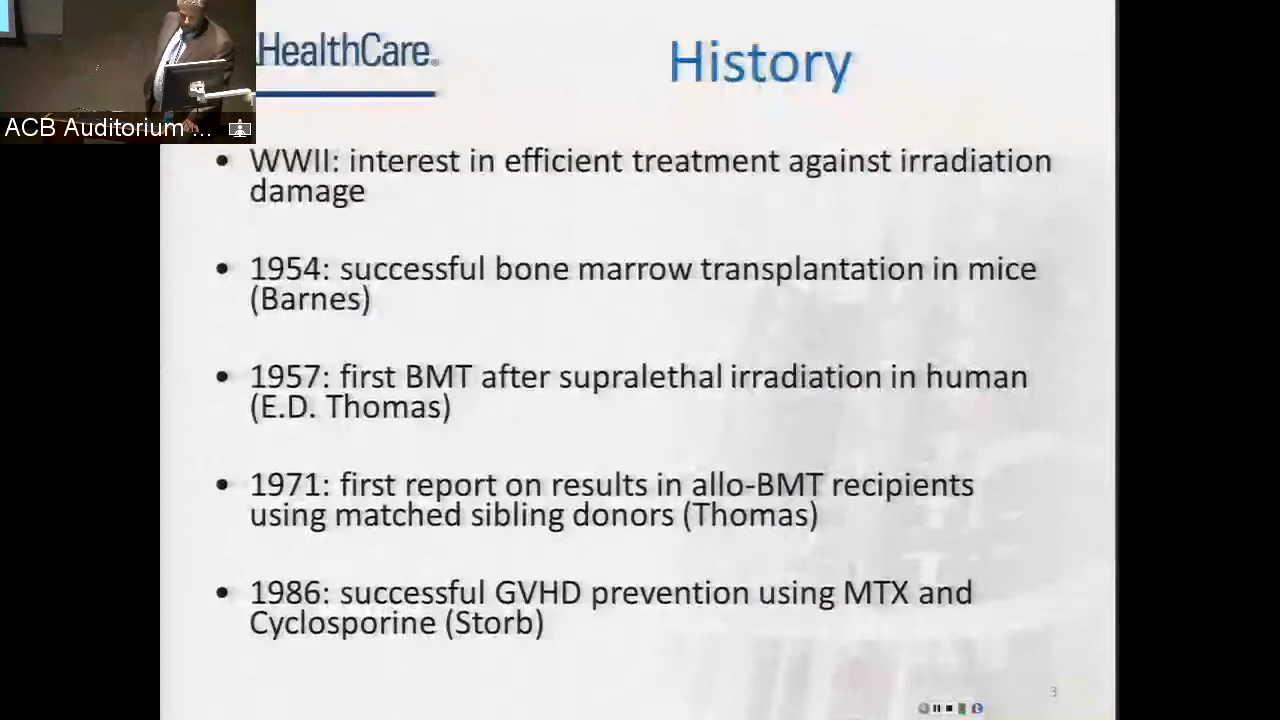 HealthCare®
History
ACB Auditorium ...
• WWII: interest in efficient treatment against irradiation
damage
• 1954: successful bone marrow transplantation in mice
(Barnes)
• 1957: first BMT after supralethal irradiation in human
(E.D. Thomas)
• 1971: first report on results in allo-BMT recipients
using matched sibling donors (Thomas)
• 1986: successful GVHD prevention using MTX and
Cyclosporine (Storb)
3